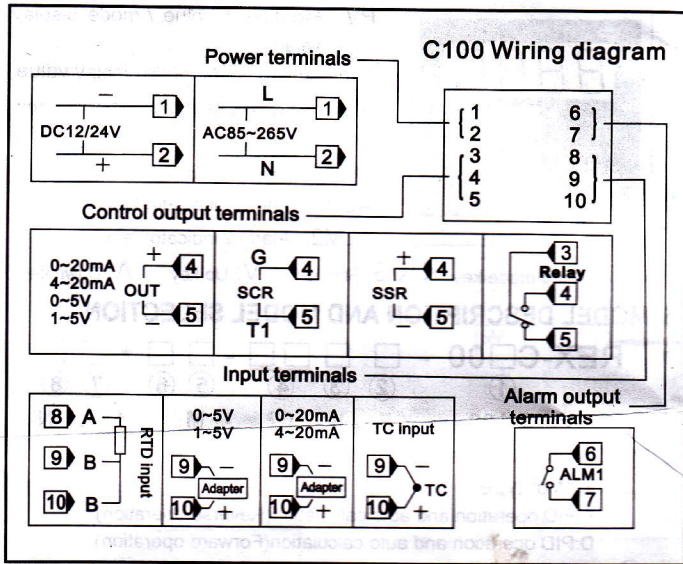 C100 Wiring diagram
Power terminals
−
1
DC12/24V
+
2
L
1
AC85~265V
N
2
1
2
3
4
5
6
7
8
9
10
Control output terminals
0~20mA
4~20mA
0~5V
1~5V
OUT
+
4
−
5
G
4
SCR
T1
5
+
4
SSR
−
5
3
Relay
4
5
Input terminals
8 A
9 B
10 B
RTD input
0~5V
1~5V
9 −
Adapter
10 +
0~20mA
4~20mA
9 −
Adapter
10 +
TC input
9 −
TC
10 +
Alarm output
terminals
6
ALM1
7